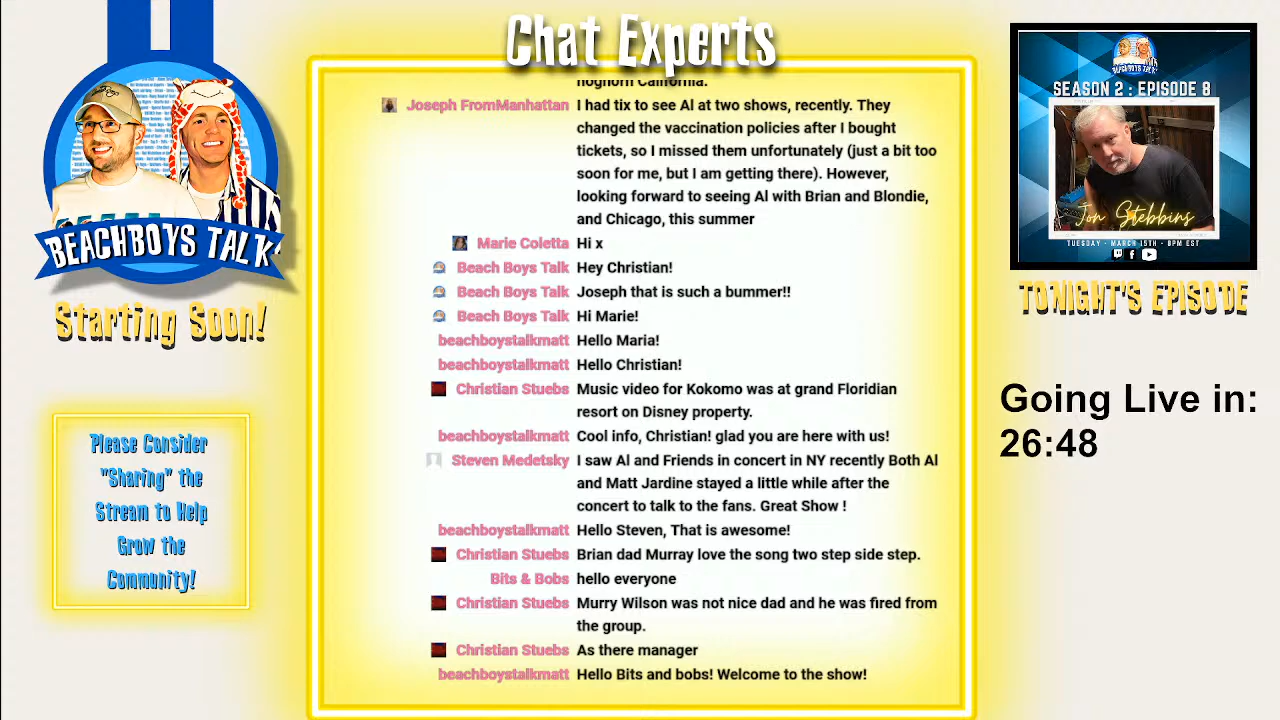 Chat Experts
BEACHBOYS TALK
Starting Soon!
Please Consider
"Sharing" the
Stream to Help
Grow the
Community!
Joseph FromManhattan I had tix to see Al at two shows, recently. They
changed the vaccination policies after I bought
tickets, so I missed them unfortunately (just a bit too
soon for me, but I am getting there). However,
looking forward to seeing Al with Brian and Blondie,
and Chicago, this summer
Marie Coletta Hi x
Beach Boys Talk Hey Christian!
Beach Boys Talk Joseph that is such a bummer!!
Beach Boys Talk Hi Marie!
beachboystalkmatt Hello Maria!
beachboystalkmatt Hello Christian!
Christian Stuebs Music video for Kokomo was at grand Floridian
resort on Disney property.
beachboystalkmatt Cool info, Christian! glad you are here with us!
Steven Medetsky I saw Al and Friends in concert in NY recently Both Al
and Matt Jardine stayed a little while after the
concert to talk to the fans. Great Show !
beachboystalkmatt Hello Steven, That is awesome!
Christian Stuebs Brian dad Murray love the song two step side step.
Bits & Bobs hello everyone
Christian Stuebs Murry Wilson was not nice dad and he was fired from
the group.
Christian Stuebs As there manager
beachboystalkmatt Hello Bits and bobs! Welcome to the show!
BEACHBOYS TALK
SEASON 2 : EPISODE 8
Jon Stebbins
TUESDAY - MARCH 15TH - 8PM EST
TONIGHT'S EPISODE
Going Live in:
26:48